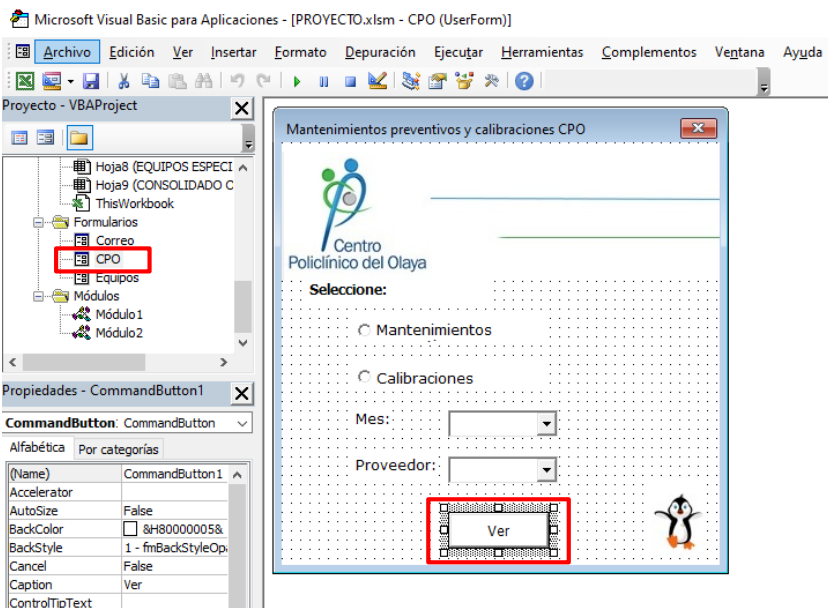 Microsoft Visual Basic para Aplicaciones - [PROYECTO.xlsm - CPO (UserForm)]
Archivo Edición Ver Insertar Formato Depuración Ejecutar Herramientas Complementos Ventana Ayuda
Proyecto - VBAProject
Hoja8 (EQUIPOS ESPECI
Hoja9 (CONSOLIDADO C
ThisWorkbook
Formularios
Correo
CPO
Equipos
Módulos
Módulo1
Módulo2
Propiedades - CommandButton1
CommandButton: CommandButton
Alfabética Por categorías
(Name) CommandButton1
Accelerator
AutoSize False
BackColor &H80000005&
BackStyle 1 - fmBackStyleOp
Cancel False
Caption Ver
ControlTipText
Mantenimientos preventivos y calibraciones CPO
Centro
Policlínico del Olaya
Seleccione:
Mantenimientos
Calibraciones
Mes:
Proveedor:
Ver